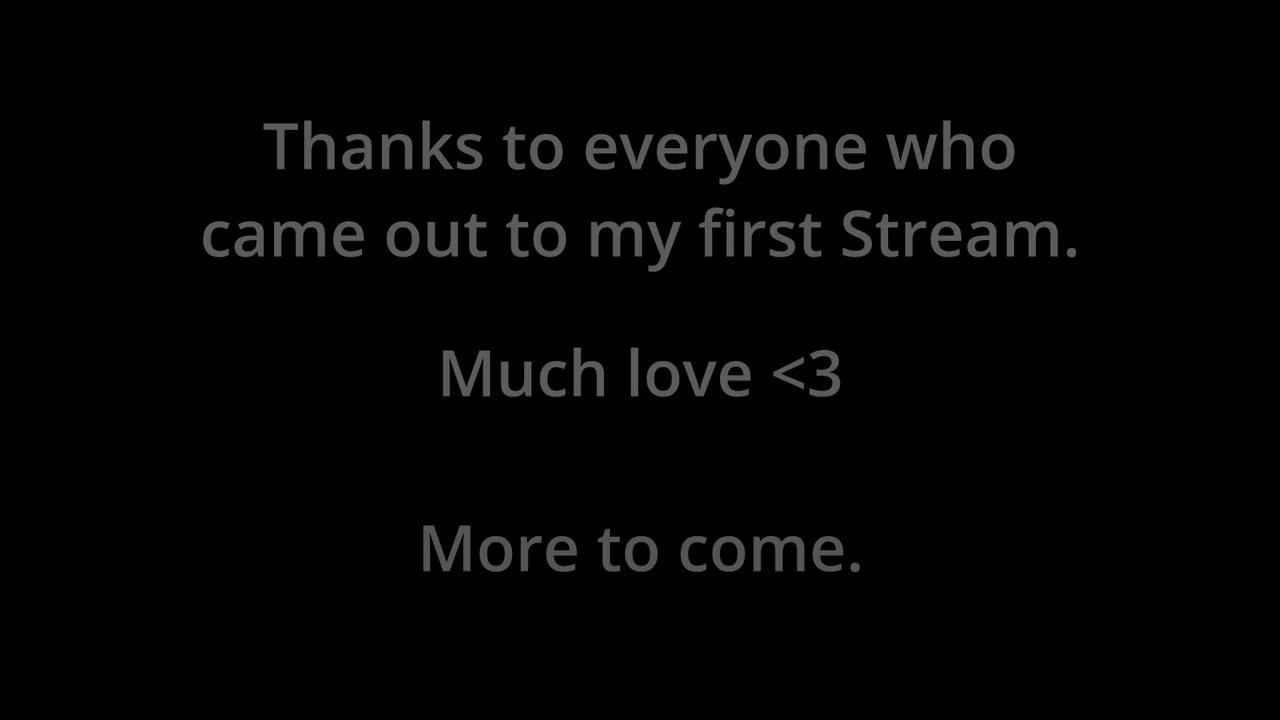 Thanks to everyone who
came out to my first Stream.
Much love <3
More to come.